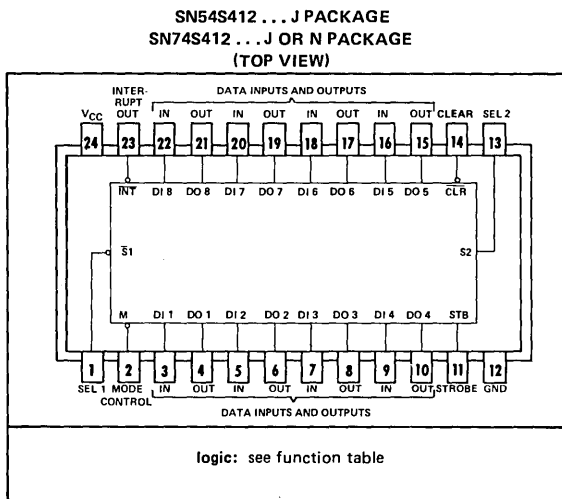 SN54S412 . . . J PACKAGE
SN74S412 . . . J OR N PACKAGE
(TOP VIEW)
INTER-
RUPT
DATA INPUTS AND OUTPUTS
VCC OUT IN OUT IN OUT IN OUT IN OUT CLEAR SEL 2
24 23 22 21 20 19 18 17 16 15 14 13
INT DI 8 DO 8 DI 7 DO 7 DI 6 DO 6 DI 5 DO 5 CLR
S1 S2
M DI 1 DO 1 DI 2 DO 2 DI 3 DO 3 DI 4 DO 4 STB
1 2 3 4 5 6 7 8 9 10 11 12
SEL 1 MODE IN OUT IN OUT IN OUT IN OUT STROBE GND
CONTROL
DATA INPUTS AND OUTPUTS
logic: see function table